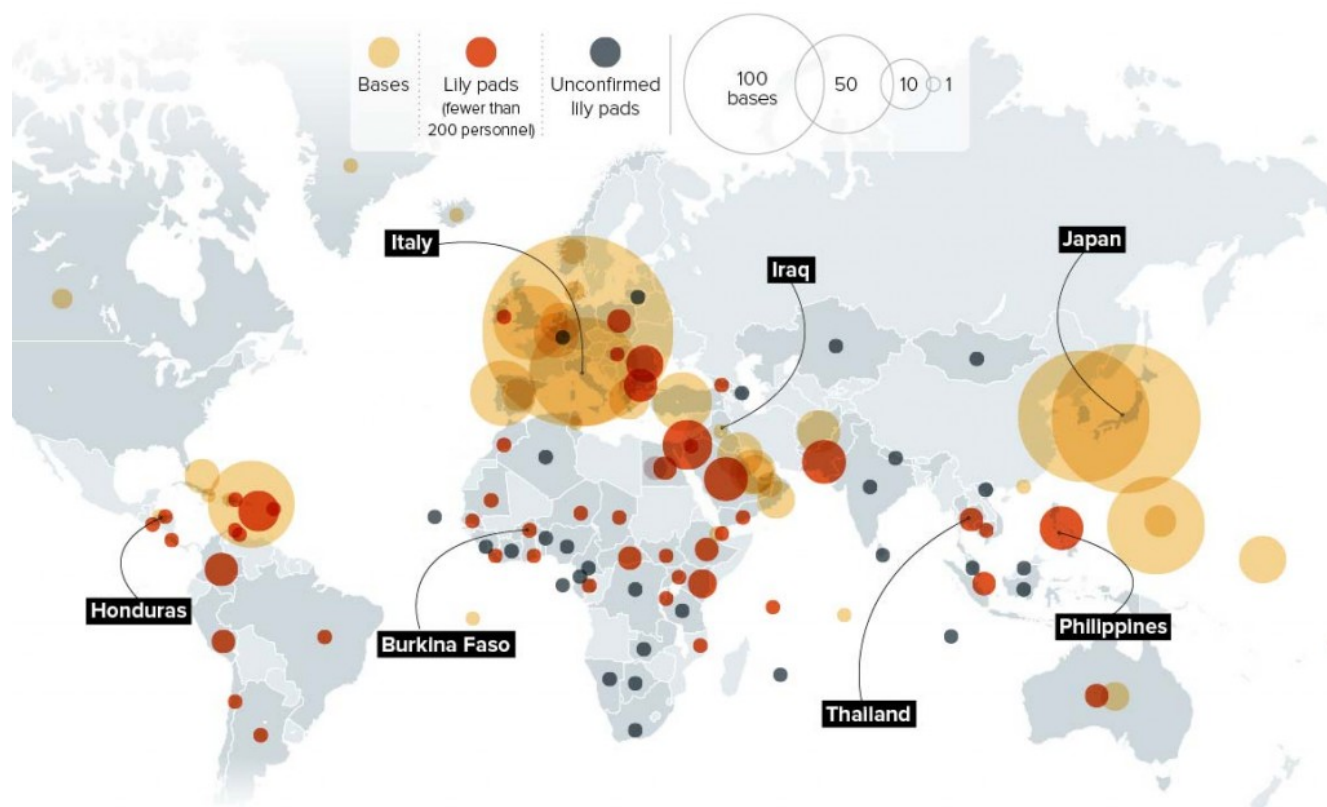 Bases
Lily pads
(fewer than
200 personnel)
Unconfirmed
lily pads
100
bases
50
10
1
Italy
Iraq
Japan
Honduras
Burkina Faso
Thailand
Philippines